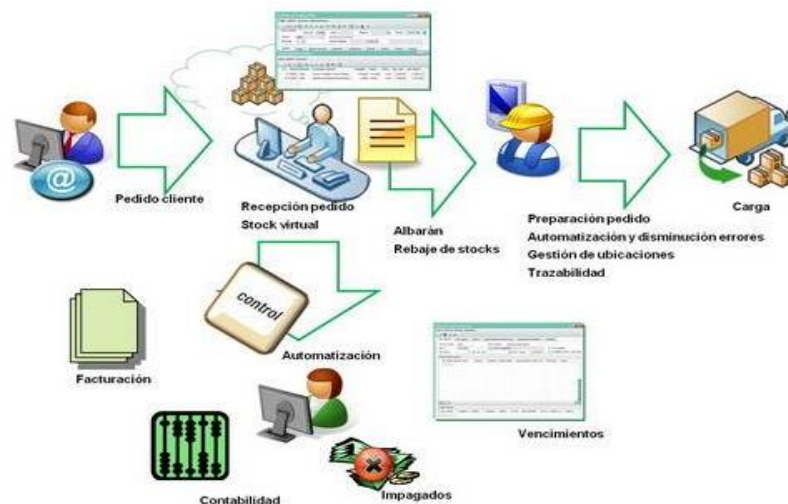 @
Pedido cliente
Recepción pedido
Stock virtual
Albarán
Rebaje de stocks
Preparación pedido
Automatización y disminución errores
Gestión de ubicaciones
Trazabilidad
Carga
control
Automatización
Facturación
Vencimientos
Contabilidad
Impagados